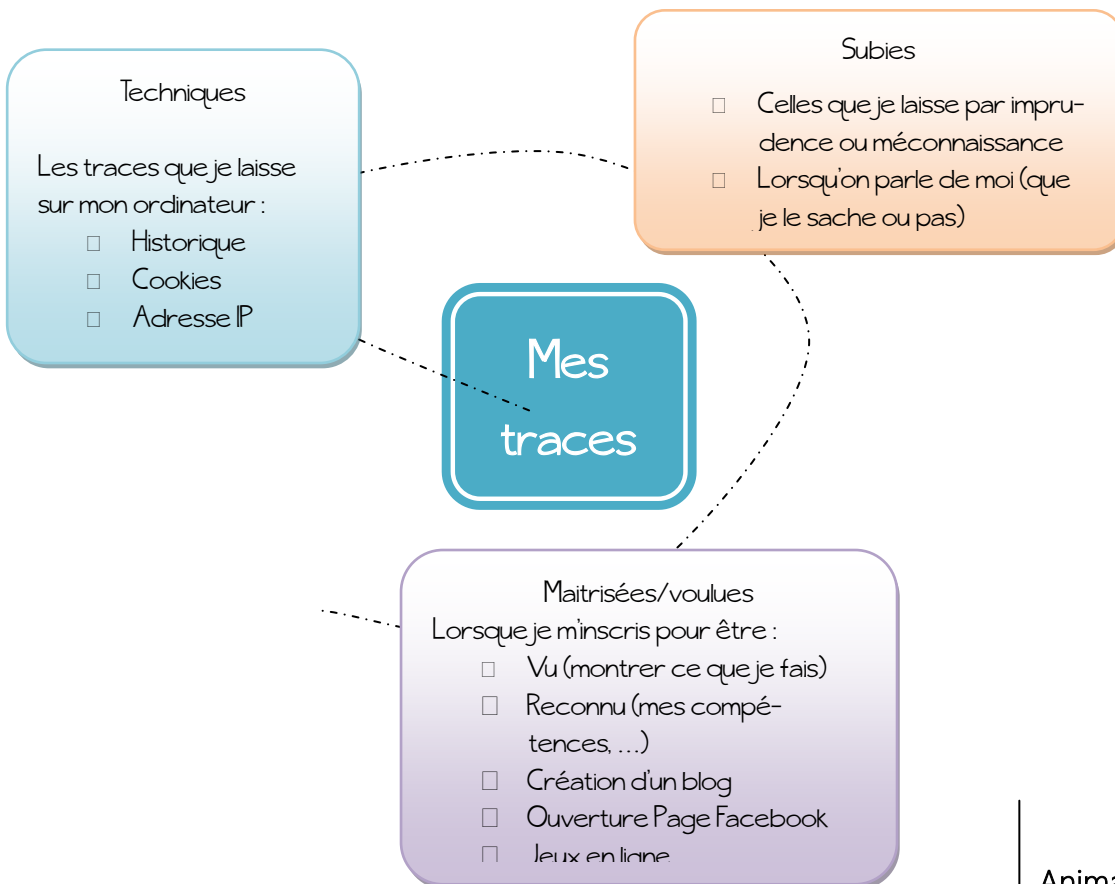 Techniques
Les traces que je laisse
sur mon ordinateur :
□ Historique
□ Cookies
□ Adresse IP
Subies
□ Celles que je laisse par impru-
dence ou méconnaissance
□ Lorsqu'on parle de moi (que
je le sache ou pas)
Mes
traces
Maitrisées/voulues
Lorsque je m'inscris pour être :
□ Vu (montrer ce que je fais)
□ Reconnu (mes compé-
tences, ...)
□ Création d'un blog
□ Ouverture Page Facebook
□ Jeux en ligne